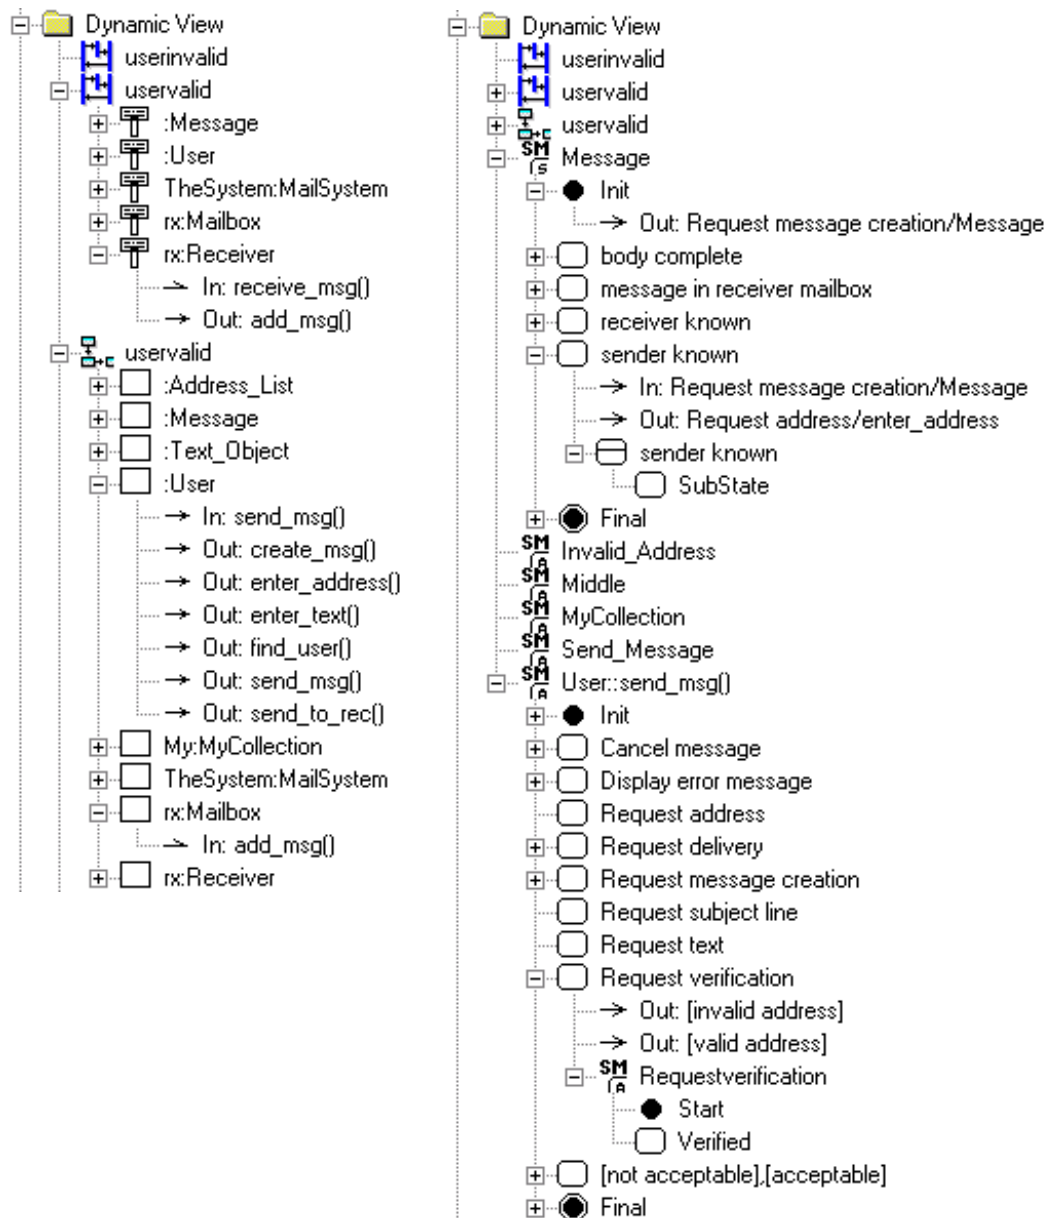 Dynamic View
userinvalid
uservalid
:Message
:User
TheSystem:MailSystem
rx:Mailbox
rx:Receiver
In: receive_msg()
Out: add_msg()
uservalid
:Address_List
:Message
:Text_Object
:User
In: send_msg()
Out: create_msg()
Out: enter_address()
Out: enter_text()
Out: find_user()
Out: send_msg()
Out: send_to_rec()
My:MyCollection
TheSystem:MailSystem
rx:Mailbox
In: add_msg()
rx:Receiver
Dynamic View
userinvalid
uservalid
uservalid
SM S Message
Init
Out: Request message creation/Message
body complete
message in receiver mailbox
receiver known
sender known
In: Request message creation/Message
Out: Request address/enter_address
sender known
SubState
Final
SM A Invalid_Address
SM A Middle
SM A MyCollection
SM A Send_Message
SM A User::send_msg()
Init
Cancel message
Display error message
Request address
Request delivery
Request message creation
Request subject line
Request text
Request verification
Out: [invalid address]
Out: [valid address]
SM A Requestverification
Start
Verified
[not acceptable],[acceptable]
Final